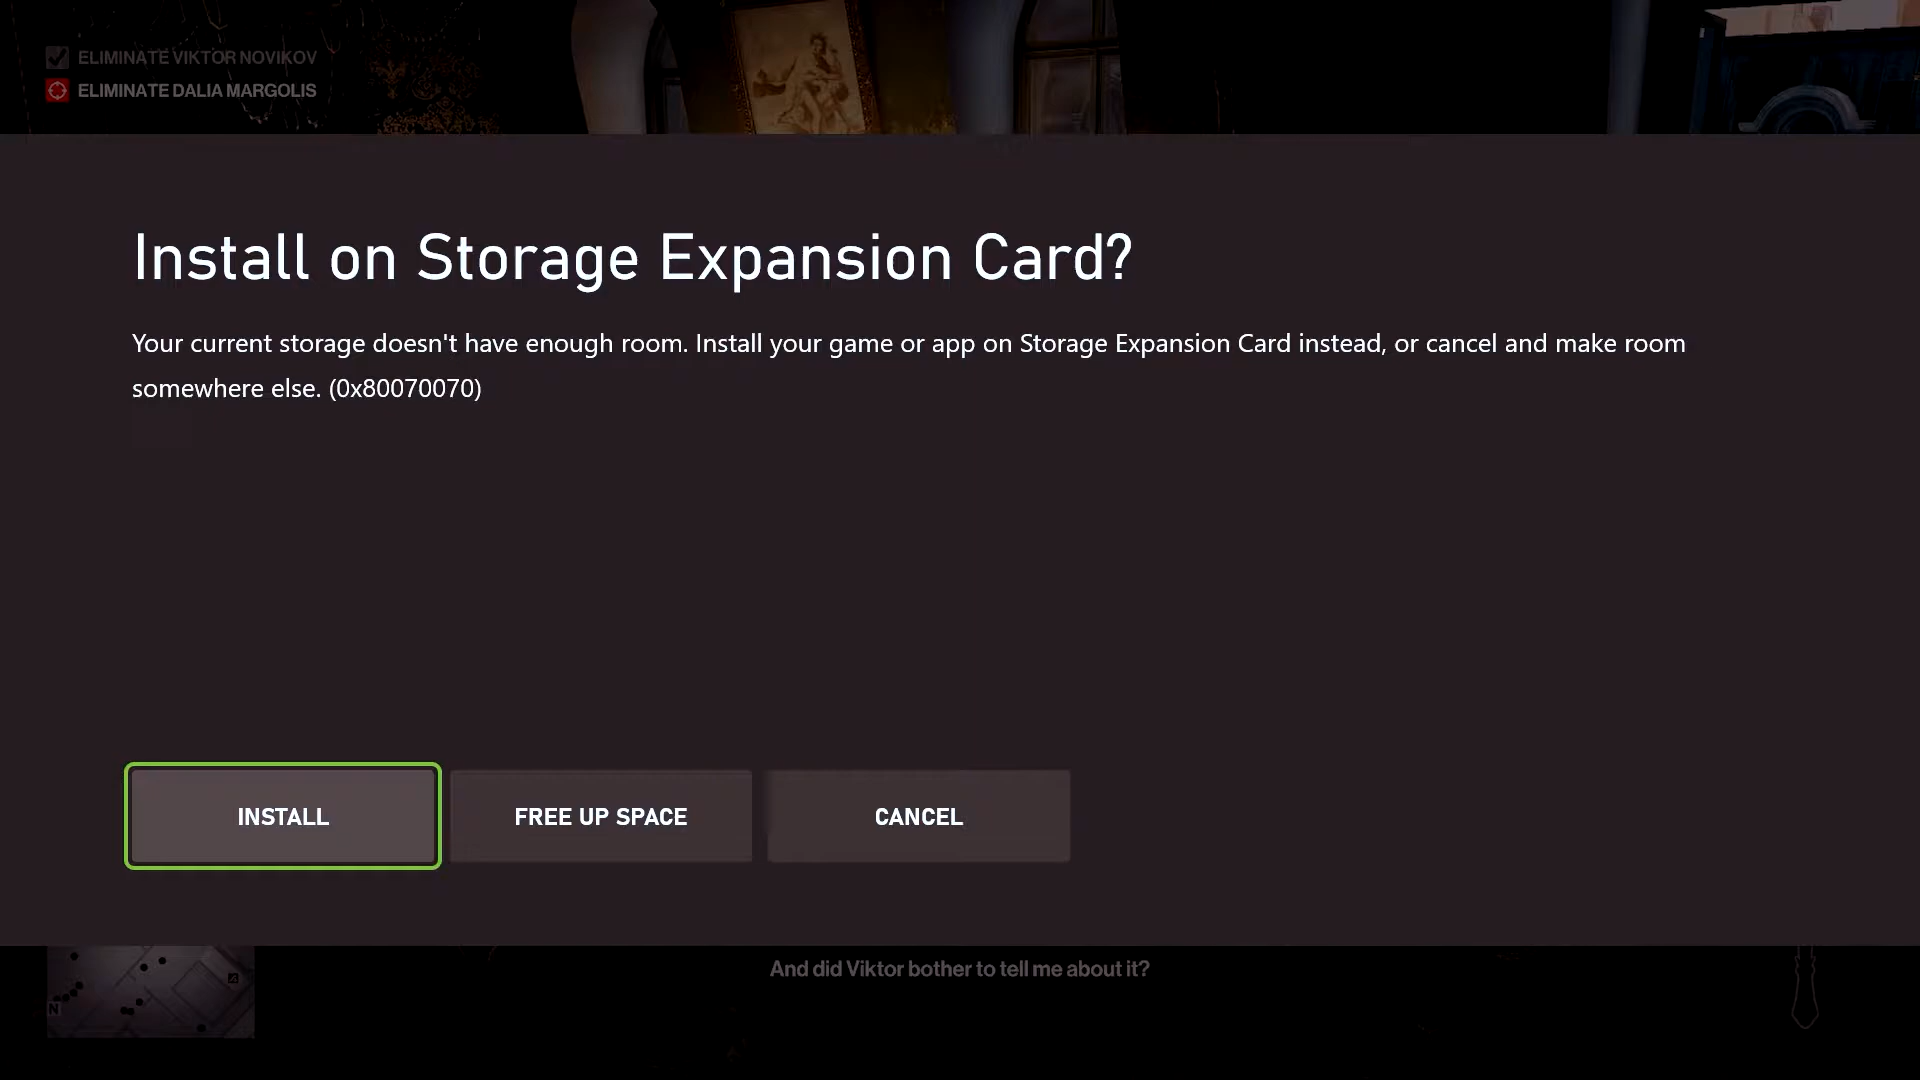 ELIMINATE VIKTOR NOVIKOV
ELIMINATE DALIA MARGOLIS
Install on Storage Expansion Card?
Your current storage doesn't have enough room. Install your game or app on Storage Expansion Card instead, or cancel and make room
somewhere else. (0x80070070)
INSTALL
FREE UP SPACE
CANCEL
N
And did Viktor bother to tell me about it?